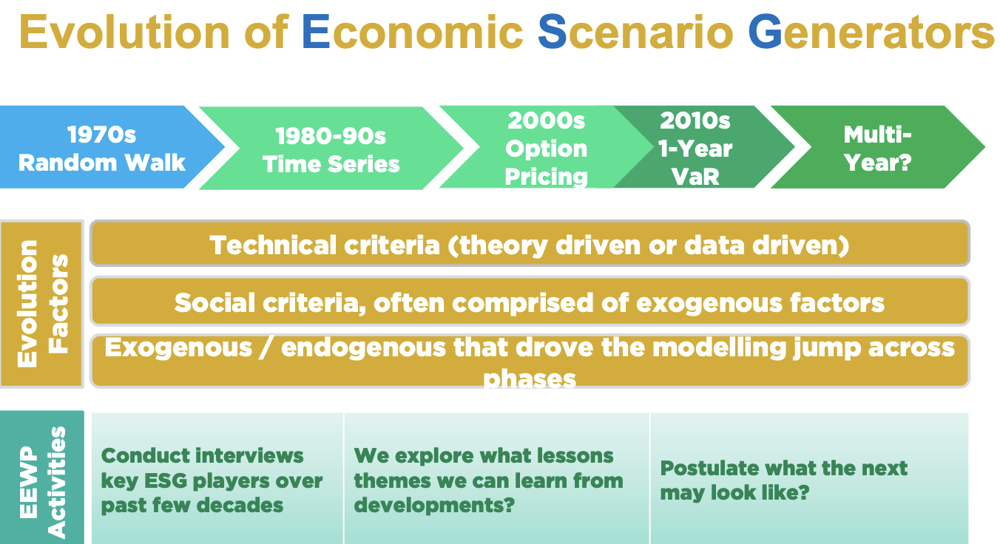 Evolution of Economic Scenario Generators
1970s
Random Walk
1980-90s
Time Series
2000s
Option
Pricing
2010s
1-Year
VaR
Multi-
Year?
Evolution
Factors
Technical criteria (theory driven or data driven)
Social criteria, often comprised of exogenous factors
Exogenous / endogenous that drove the modelling jump across
phases
EEWP
Activities
Conduct interviews
key ESG players over
past few decades
We explore what lessons
themes we can learn from
developments?
Postulate what the next
may look like?